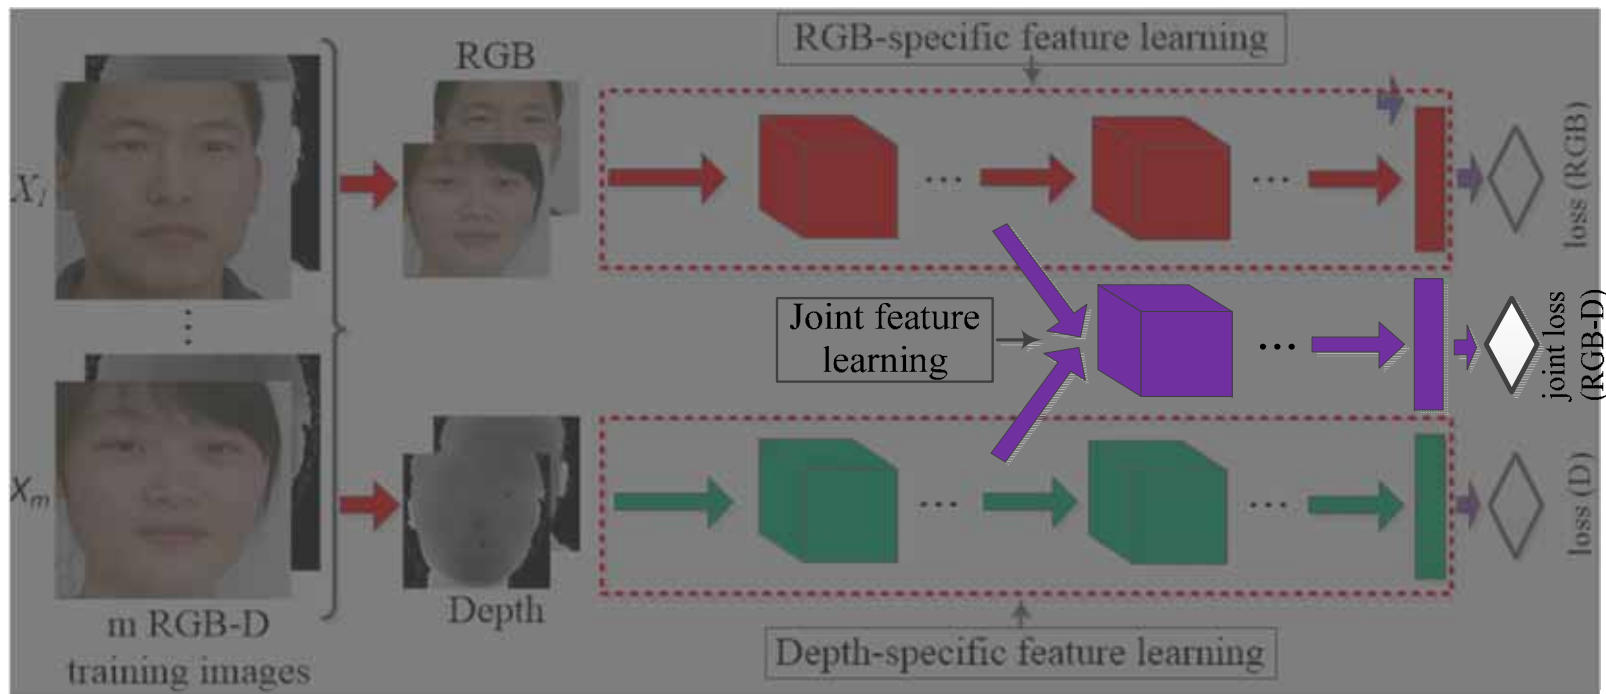 RGB-specific feature learning
RGB
X1
loss (RGB)
Joint feature
learning
...
joint loss
(RGB-D)
Xm
loss (D)
Depth
m RGB-D
training images
Depth-specific feature learning